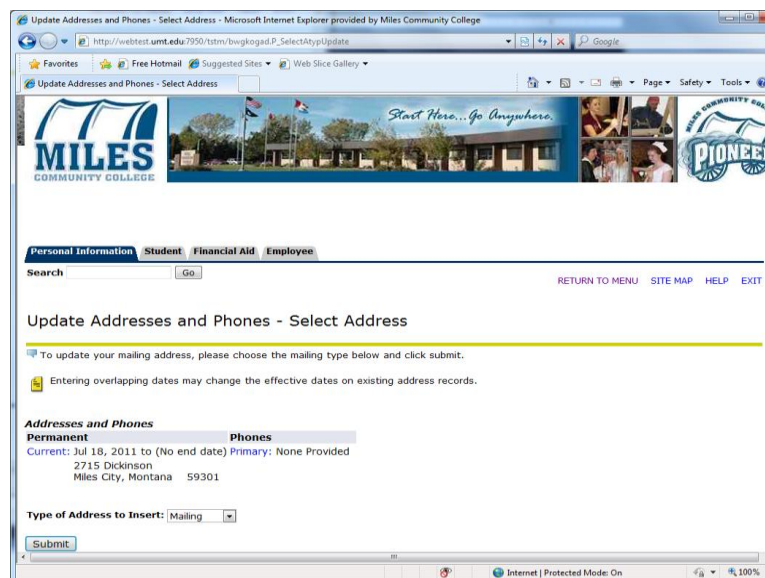 Update Addresses and Phones - Select Address - Microsoft Internet Explorer provided by Miles Community College
http://webtest.umt.edu:7950/tstm/bwgkogad.P_SelectAtypUpdate
Google
Favorites Free Hotmail Suggested Sites Web Slice Gallery
Update Addresses and Phones - Select Address
Page Safety Tools
Start Here...Go Anywhere.
MILES
COMMUNITY COLLEGE
PIONEE
Personal Information Student Financial Aid Employee
Search Go
RETURN TO MENU SITE MAP HELP EXIT
Update Addresses and Phones - Select Address
To update your mailing address, please choose the mailing type below and click submit.
Entering overlapping dates may change the effective dates on existing address records.
Addresses and Phones
Permanent Phones
Current: Jul 18, 2011 to (No end date) Primary: None Provided
2715 Dickinson
Miles City, Montana 59301
Type of Address to Insert: Mailing
Submit
Internet | Protected Mode: On 100%